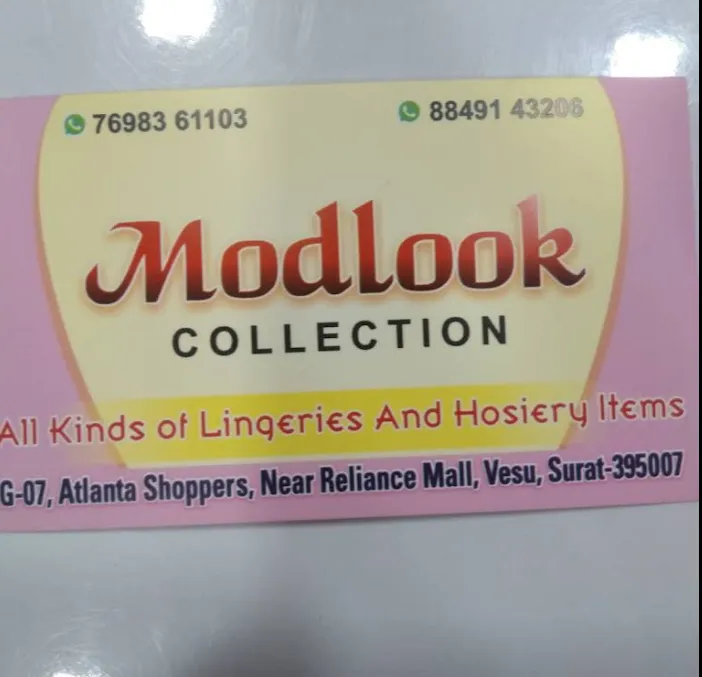 76983 61103 88491 43206
Modlook
COLLECTION
All Kinds of Lingeries And Hosiery Items
G-07, Atlanta Shoppers, Near Reliance Mall, Vesu, Surat-395007